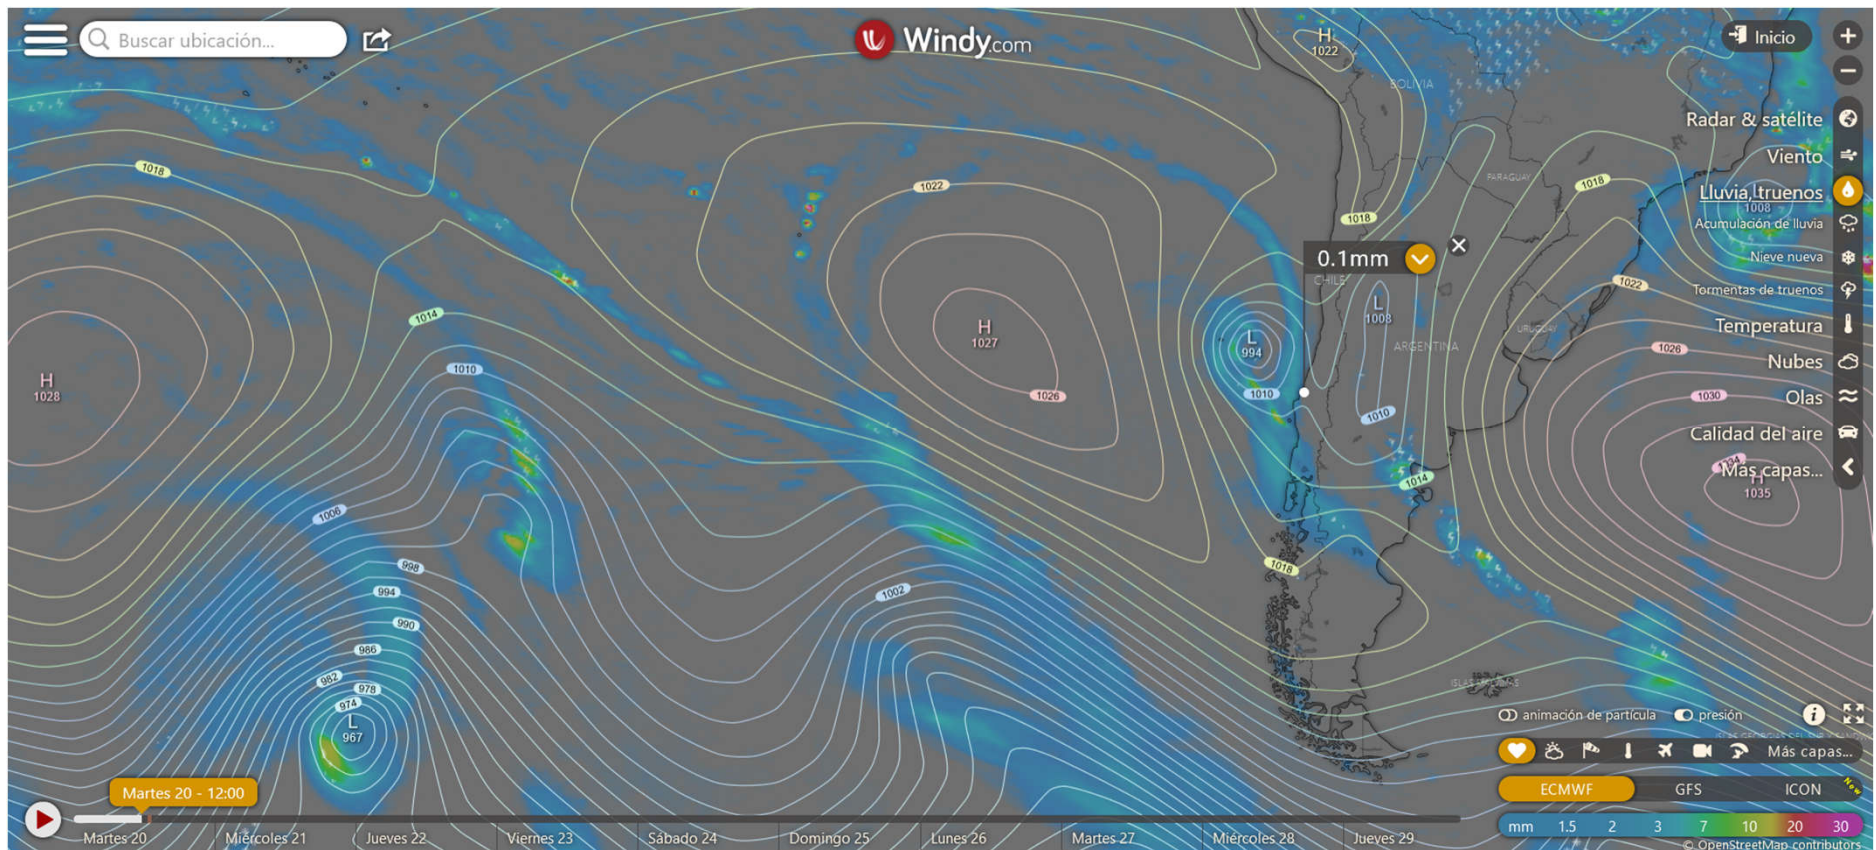 Buscar ubicación...
Windy.com
Inicio
H
1022
BOLIVIA
Radar & satélite
Viento
1018
1022
PARAGUAY
1018
1018
Lluvia, truenos
L
1008
Acumulación de lluvia
0.1mm
Nieve nueva
CHILE
1022
Tormentas de truenos
L
1008
1014
H
1027
URUGUAY
Temperatura
L
994
ARGENTINA
1026
Nubes
1010
H
1028
1026
1010
1030
Olas
1010
Calidad del aire
1034
Más capas...
1014
H
1035
1006
998
1018
994
1002
990
986
982
978
ISLAS MALVINAS
974
L
967
animación de partícula
presión
i
Más capas...
Martes 20 - 12:00
ECMWF
GFS
ICON
New
Martes 20
Miércoles 21
Jueves 22
Viernes 23
Sábado 24
Domingo 25
Lunes 26
Martes 27
Miércoles 28
Jueves 29
mm 1.5 2 3 7 10 20 30
© OpenStreetMap contributors